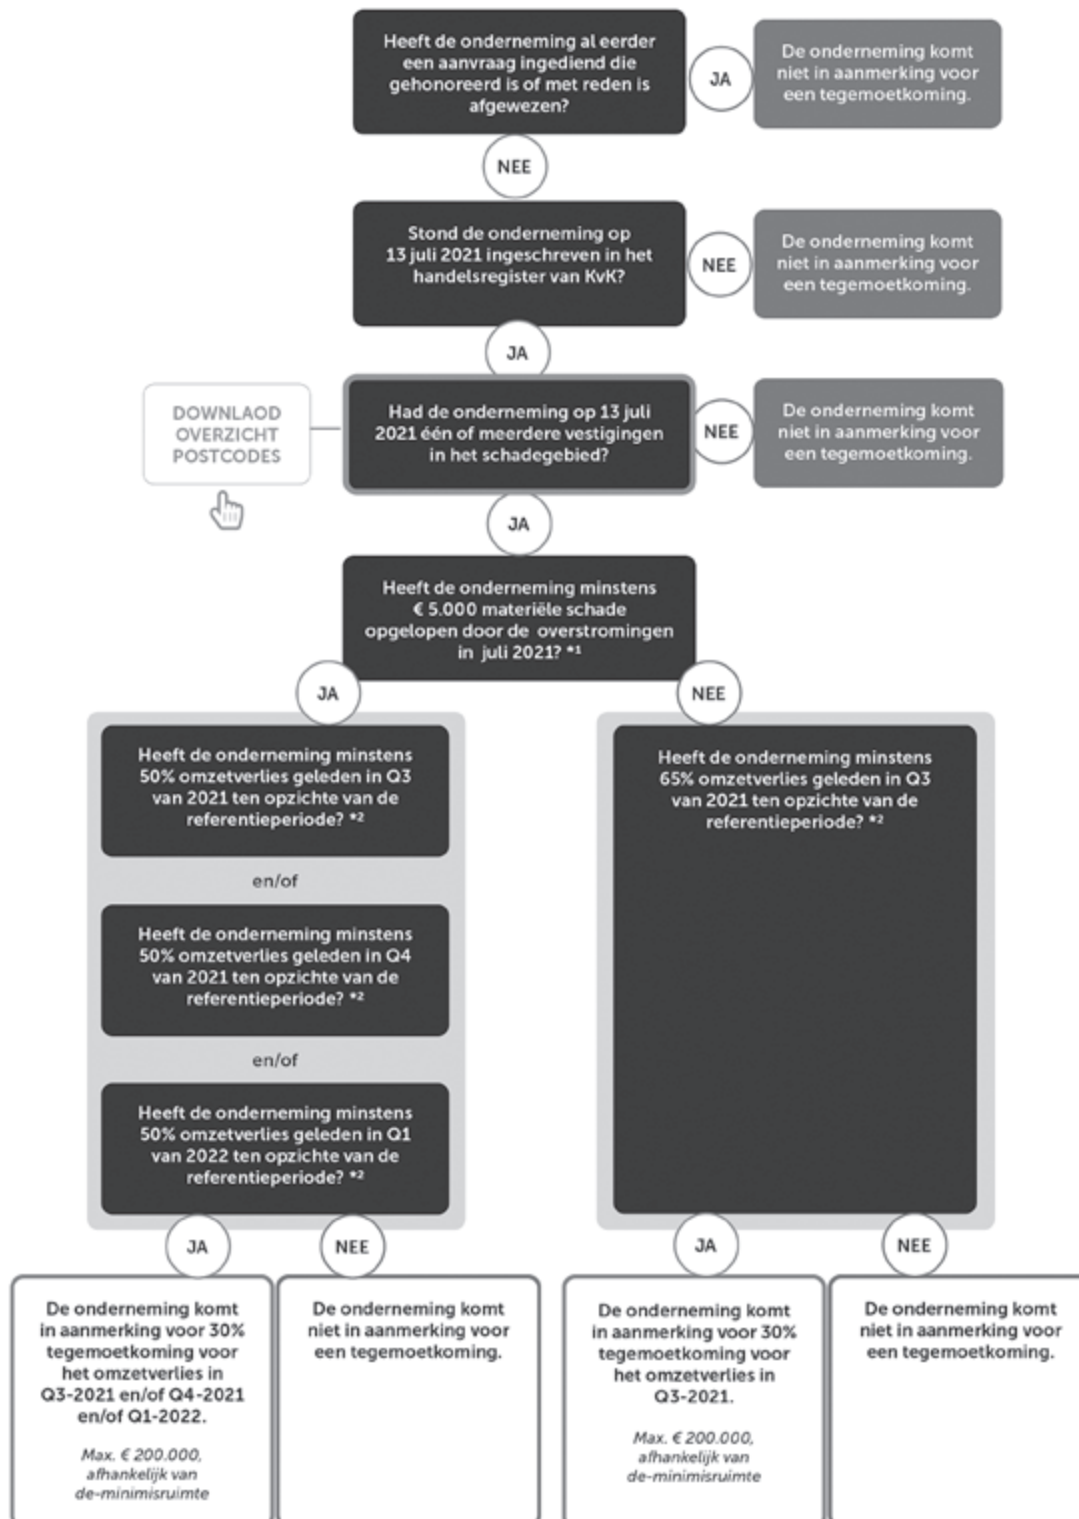 Heeft de onderneming al eerder
een aanvraag ingediend die
gehonoreerd is of met reden is
afgewezen?
JA
De onderneming komt
niet in aanmerking voor
een tegemoetkoming.
NEE
Stond de onderneming op
13 juli 2021 ingeschreven in het
handelsregister van KvK?
NEE
De onderneming komt
niet in aanmerking voor
een tegemoetkoming.
JA
DOWNLAOD
OVERZICHT
POSTCODES
Had de onderneming op 13 juli
2021 één of meerdere vestigingen
in het schadegebied?
NEE
De onderneming komt
niet in aanmerking voor
een tegemoetkoming.
JA
Heeft de onderneming minstens
€ 5.000 materiële schade
opgelopen door de overstromingen
in juli 2021? *1
JA
NEE
Heeft de onderneming minstens
50% omzetverlies geleden in Q3
van 2021 ten opzichte van de
referentieperiode? *2
en/of
Heeft de onderneming minstens
50% omzetverlies geleden in Q4
van 2021 ten opzichte van de
referentieperiode? *2
en/of
Heeft de onderneming minstens
50% omzetverlies geleden in Q1
van 2022 ten opzichte van de
referentieperiode? *2
Heeft de onderneming minstens
65% omzetverlies geleden in Q3
van 2021 ten opzichte van de
referentieperiode? *2
JA
NEE
JA
NEE
De onderneming komt
in aanmerking voor 30%
tegemoetkoming voor
het omzetverlies in
Q3-2021 en/of Q4-2021
en/of Q1-2022.
Max. € 200.000,
afhankelijk van
de-minimisruimte
De onderneming komt
niet in aanmerking voor
een tegemoetkoming.
De onderneming komt
in aanmerking voor 30%
tegemoetkoming voor
het omzetverlies in
Q3-2021.
Max. € 200.000,
afhankelijk van
de-minimisruimte
De onderneming komt
niet in aanmerking voor
een tegemoetkoming.